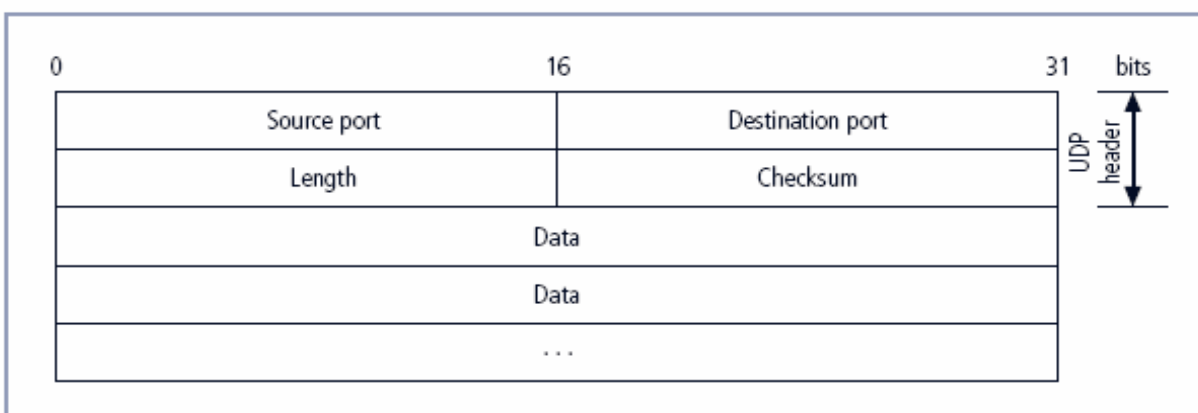 0 16 31 bits
Source port Destination port
UDP header
Length Checksum
Data
Data
. . .